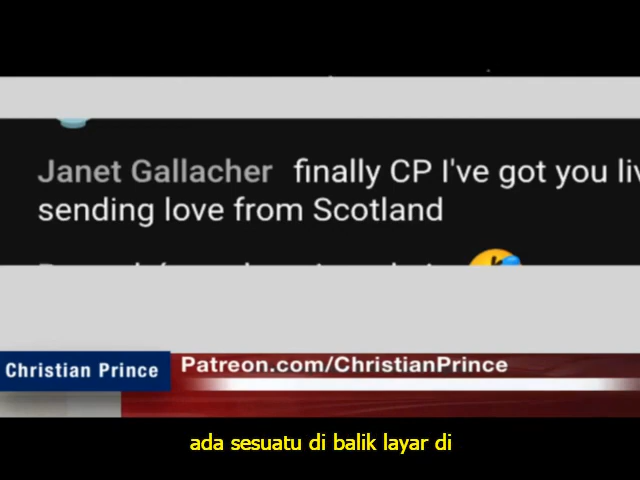 Janet Gallacher finally CP I've got you liv
sending love from Scotland
Christian Prince
Patreon.com/ChristianPrince
ada sesuatu di balik layar di